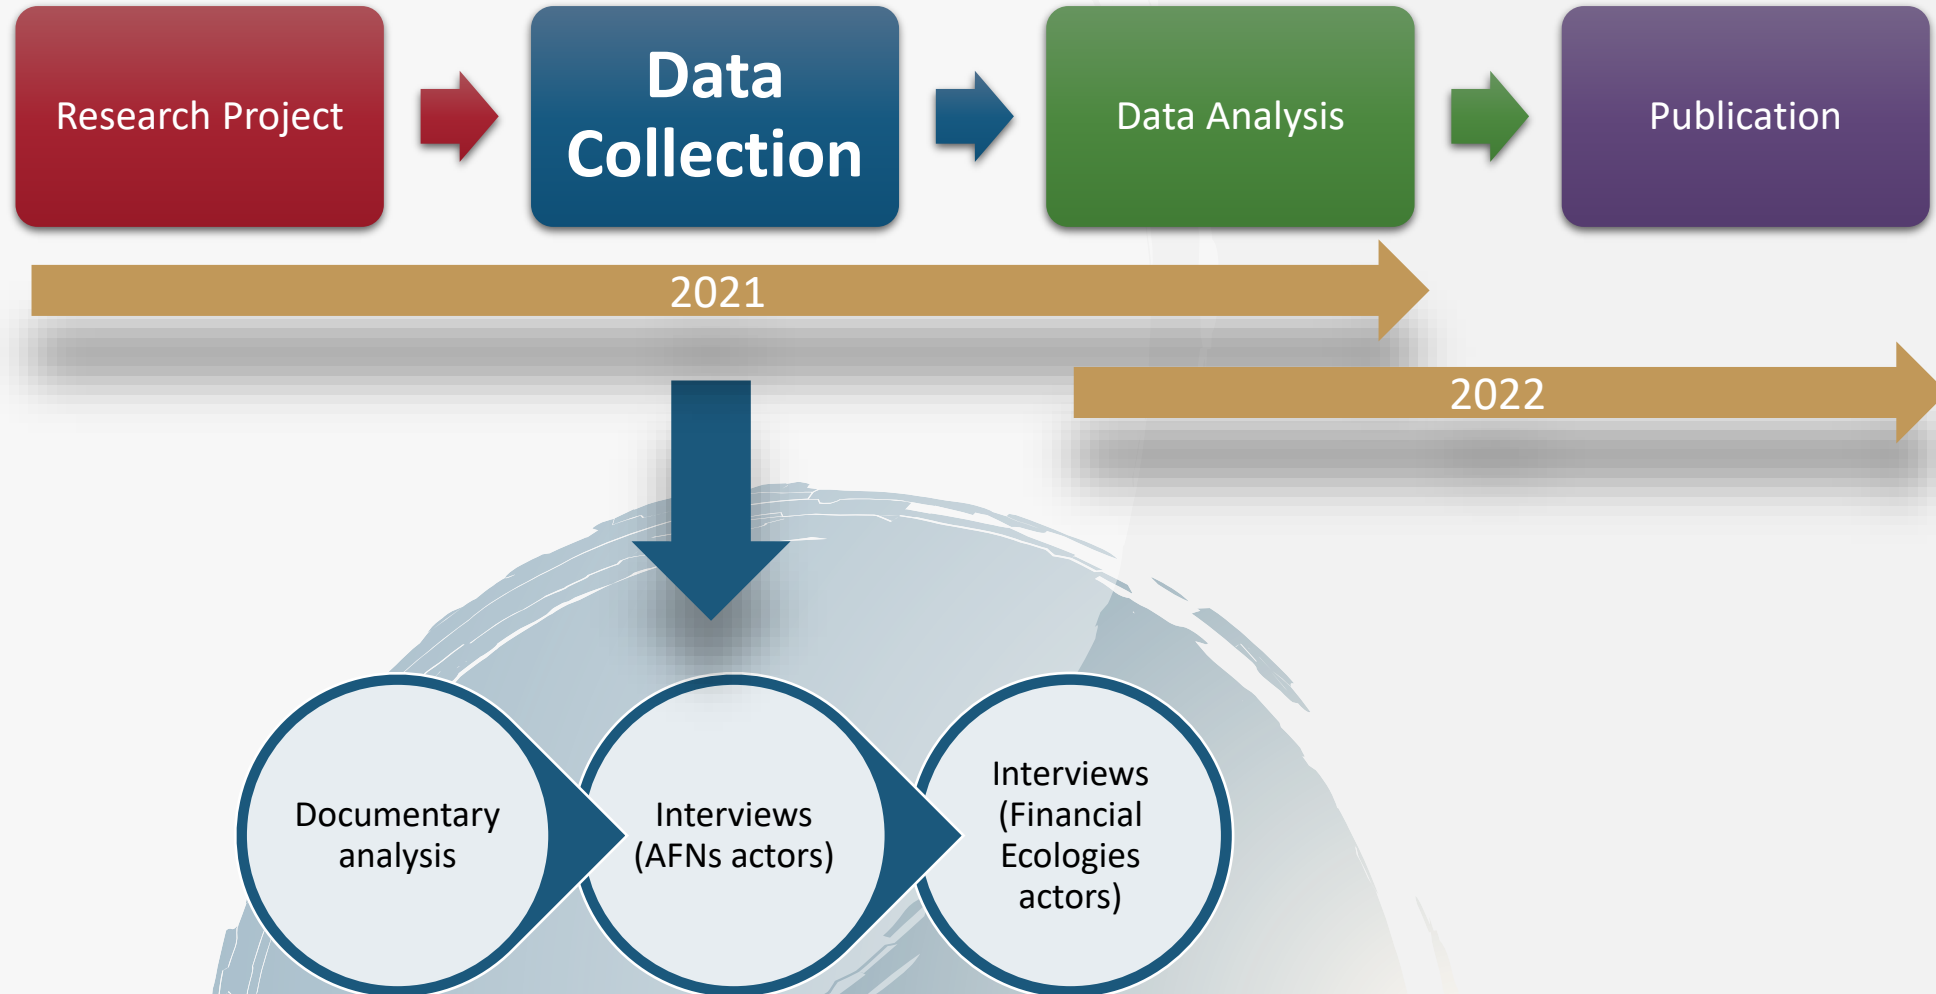 Research Project
Data
Collection
Data Analysis
Publication
2021
2022
Documentary
analysis
Interviews
(AFNs actors)
Interviews
(Financial
Ecologies
actors)